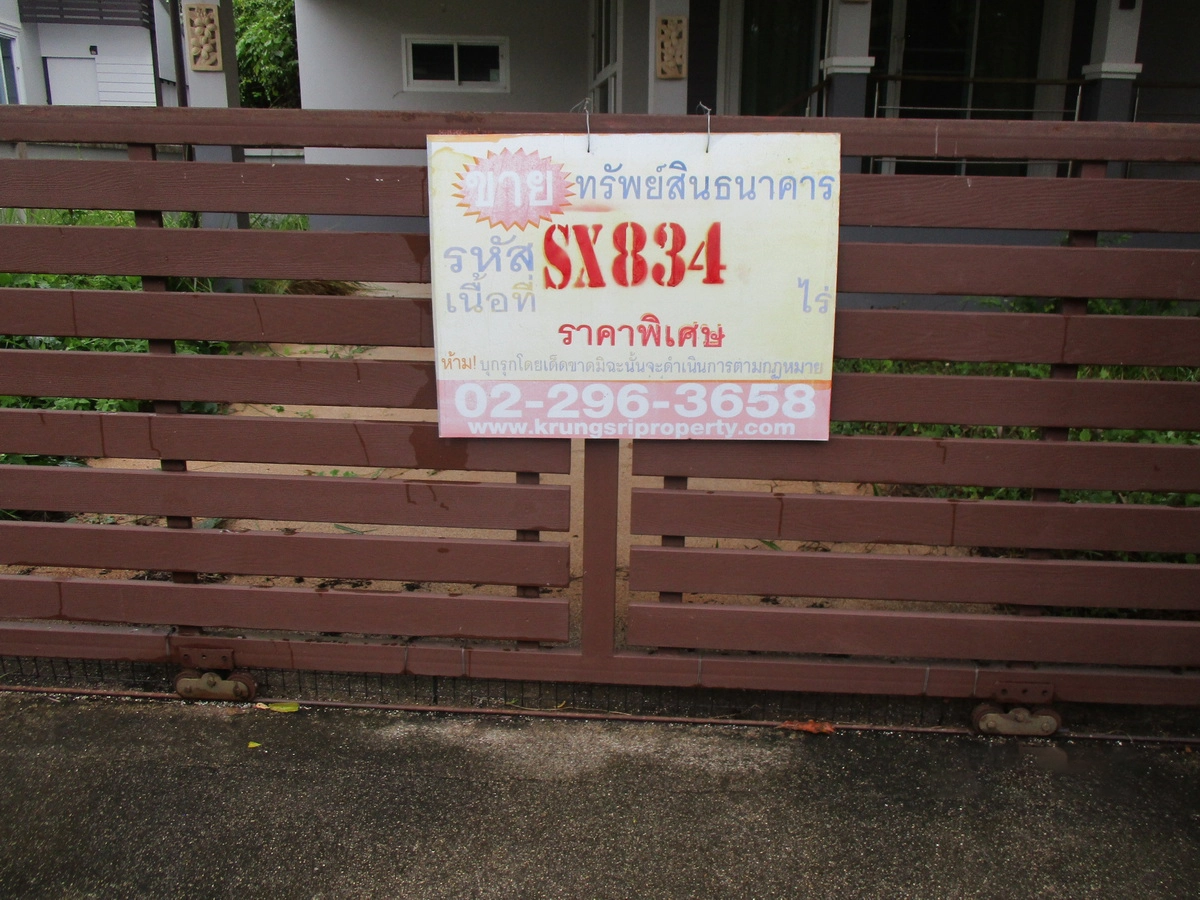 ขาย ทรัพย์สินธนาคาร
รหัส SX834
เนื้อที่ ไร่
ราคาพิเศษ
ห้าม! บุกรุกโดยเด็ดขาดมิฉะนั้นจะดำเนินการตามกฎหมาย
02-296-3658
www.krungsriproperty.com